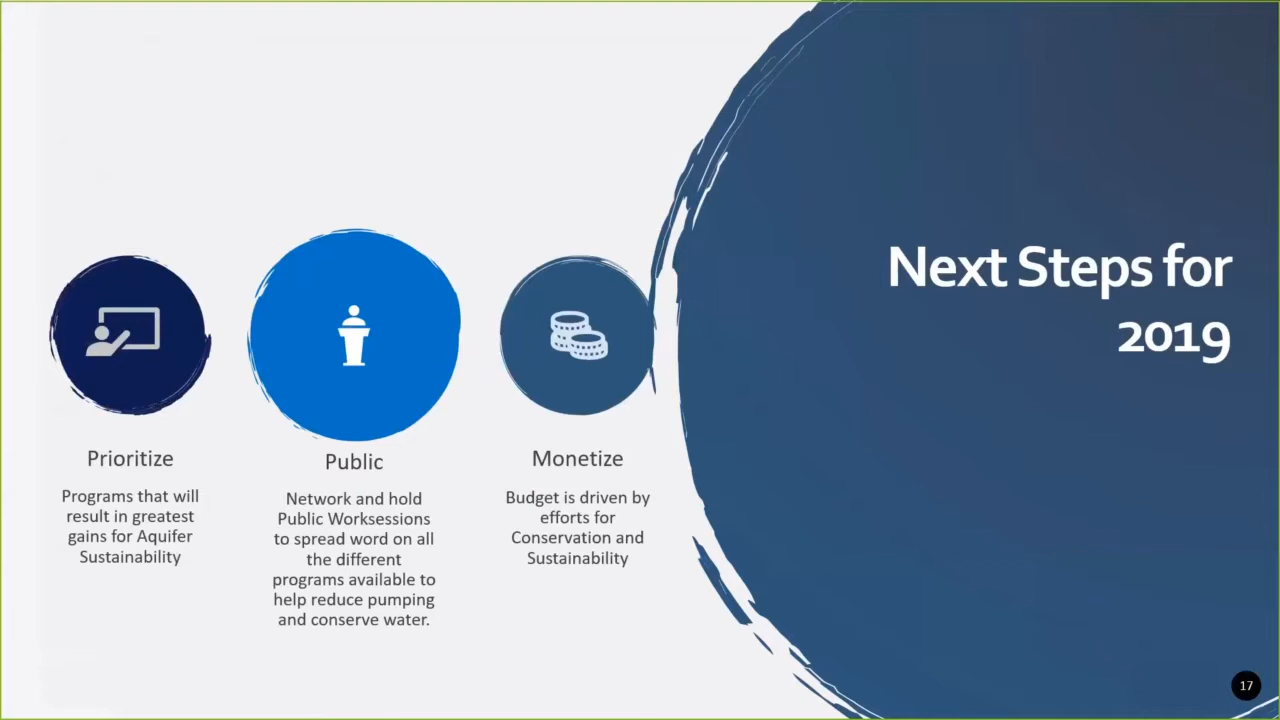 Next Steps for
2019
Prioritize
Programs that will
result in greatest
gains for Aquifer
Sustainability
Public
Network and hold
Public Worksessions
to spread word on all
the different
programs available to
help reduce pumping
and conserve water.
Monetize
Budget is driven by
efforts for
Conservation and
Sustainability
17